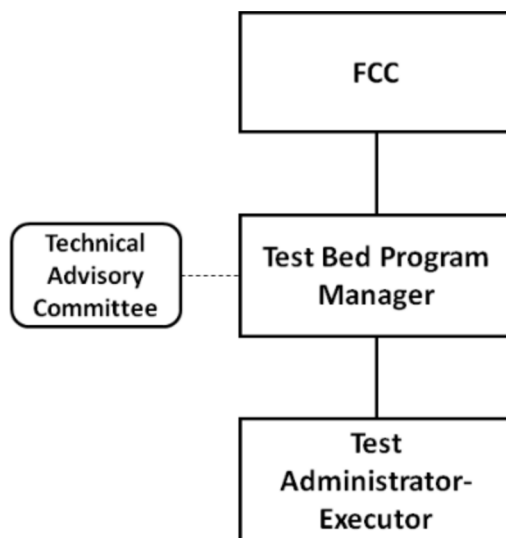 FCC
Technical
Advisory
Committee
Test Bed Program
Manager
Test
Administrator-
Executor